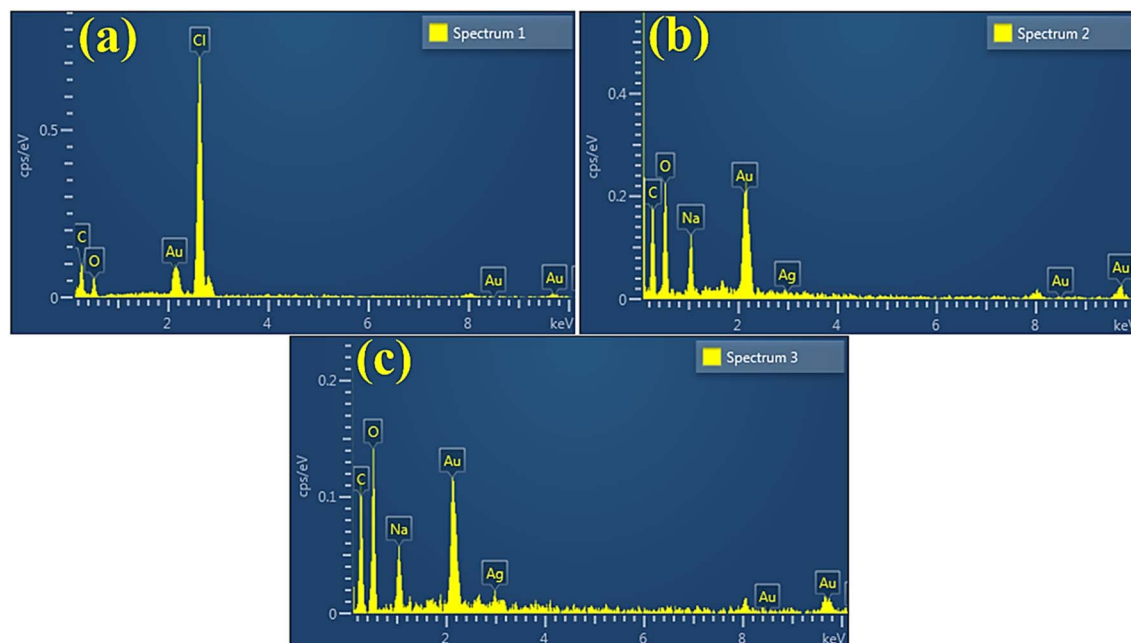 (a)
Spectrum 1
cps/eV
0.5
0
C
O
Au
Cl
Au
Au
2
4
6
8
keV
(b)
Spectrum 2
cps/eV
0.4
0.2
0
C
O
Na
Au
Ag
Au
Au
2
4
6
8
keV
(c)
Spectrum 3
cps/eV
0.2
0.1
0
C
O
Na
Au
Ag
Au
Au
2
4
6
8
keV